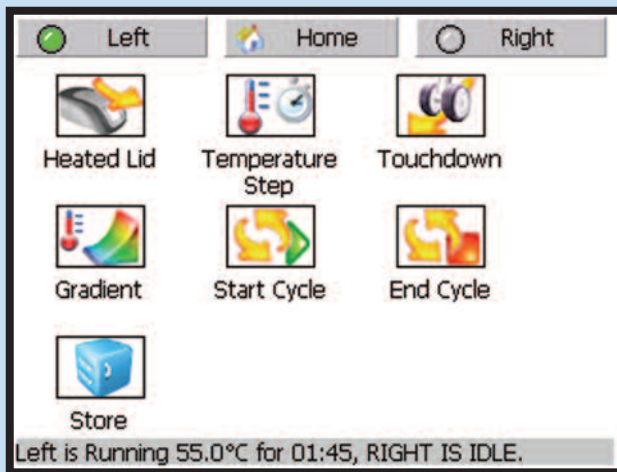 Left
Home
Right
Heated Lid
Temperature
Step
Touchdown
Gradient
Start Cycle
End Cycle
Store
Left is Running 55.0°C for 01:45, RIGHT IS IDLE.